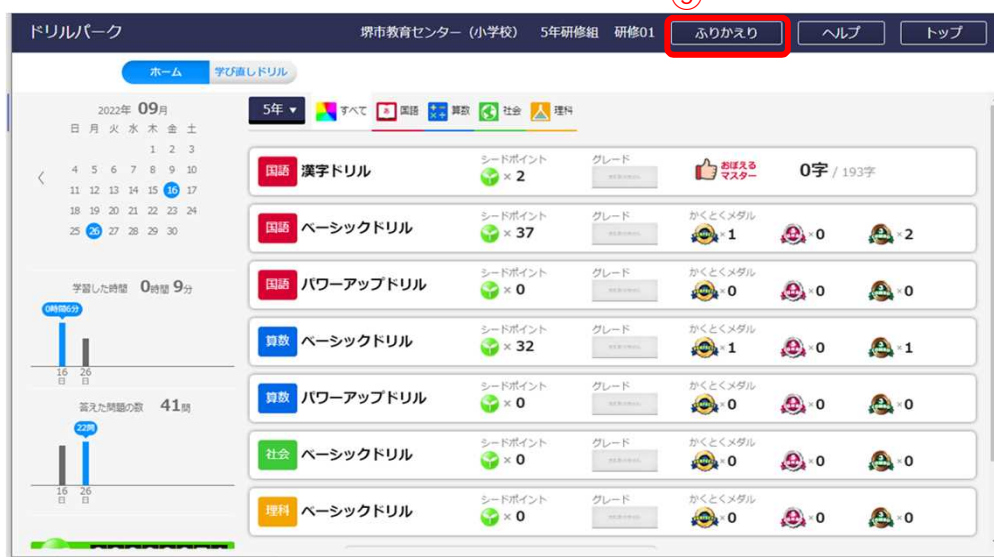 ドリルパーク 堺市教育センター（小学校） 5年研修組 研修01 ふりかえり ヘルプ トップ
ホーム 学び直しドリル
2022年 09月
日 月 火 水 木 金 土
1 2 3
4 5 6 7 8 9 10
11 12 13 14 15 16 17
18 19 20 21 22 23 24
25 26 27 28 29 30
学習した時間 0時間 9分
0時間6分
16日 26日
答えた問題の数 41問
22問
16日 26日
5年 すべて 国語 算数 社会 理科
国語 漢字ドリル シードポイント × 2 グレード おぼえるマスター 0字 / 193字
国語 ベーシックドリル シードポイント × 37 グレード かくとくメダル × 1 × 0 × 2
国語 パワーアップドリル シードポイント × 0 グレード かくとくメダル × 0 × 0 × 0
算数 ベーシックドリル シードポイント × 32 グレード かくとくメダル × 1 × 0 × 1
算数 パワーアップドリル シードポイント × 0 グレード かくとくメダル × 0 × 0 × 0
社会 ベーシックドリル シードポイント × 0 グレード かくとくメダル × 0 × 0 × 0
理科 ベーシックドリル シードポイント × 0 グレード かくとくメダル × 0 × 0 × 0